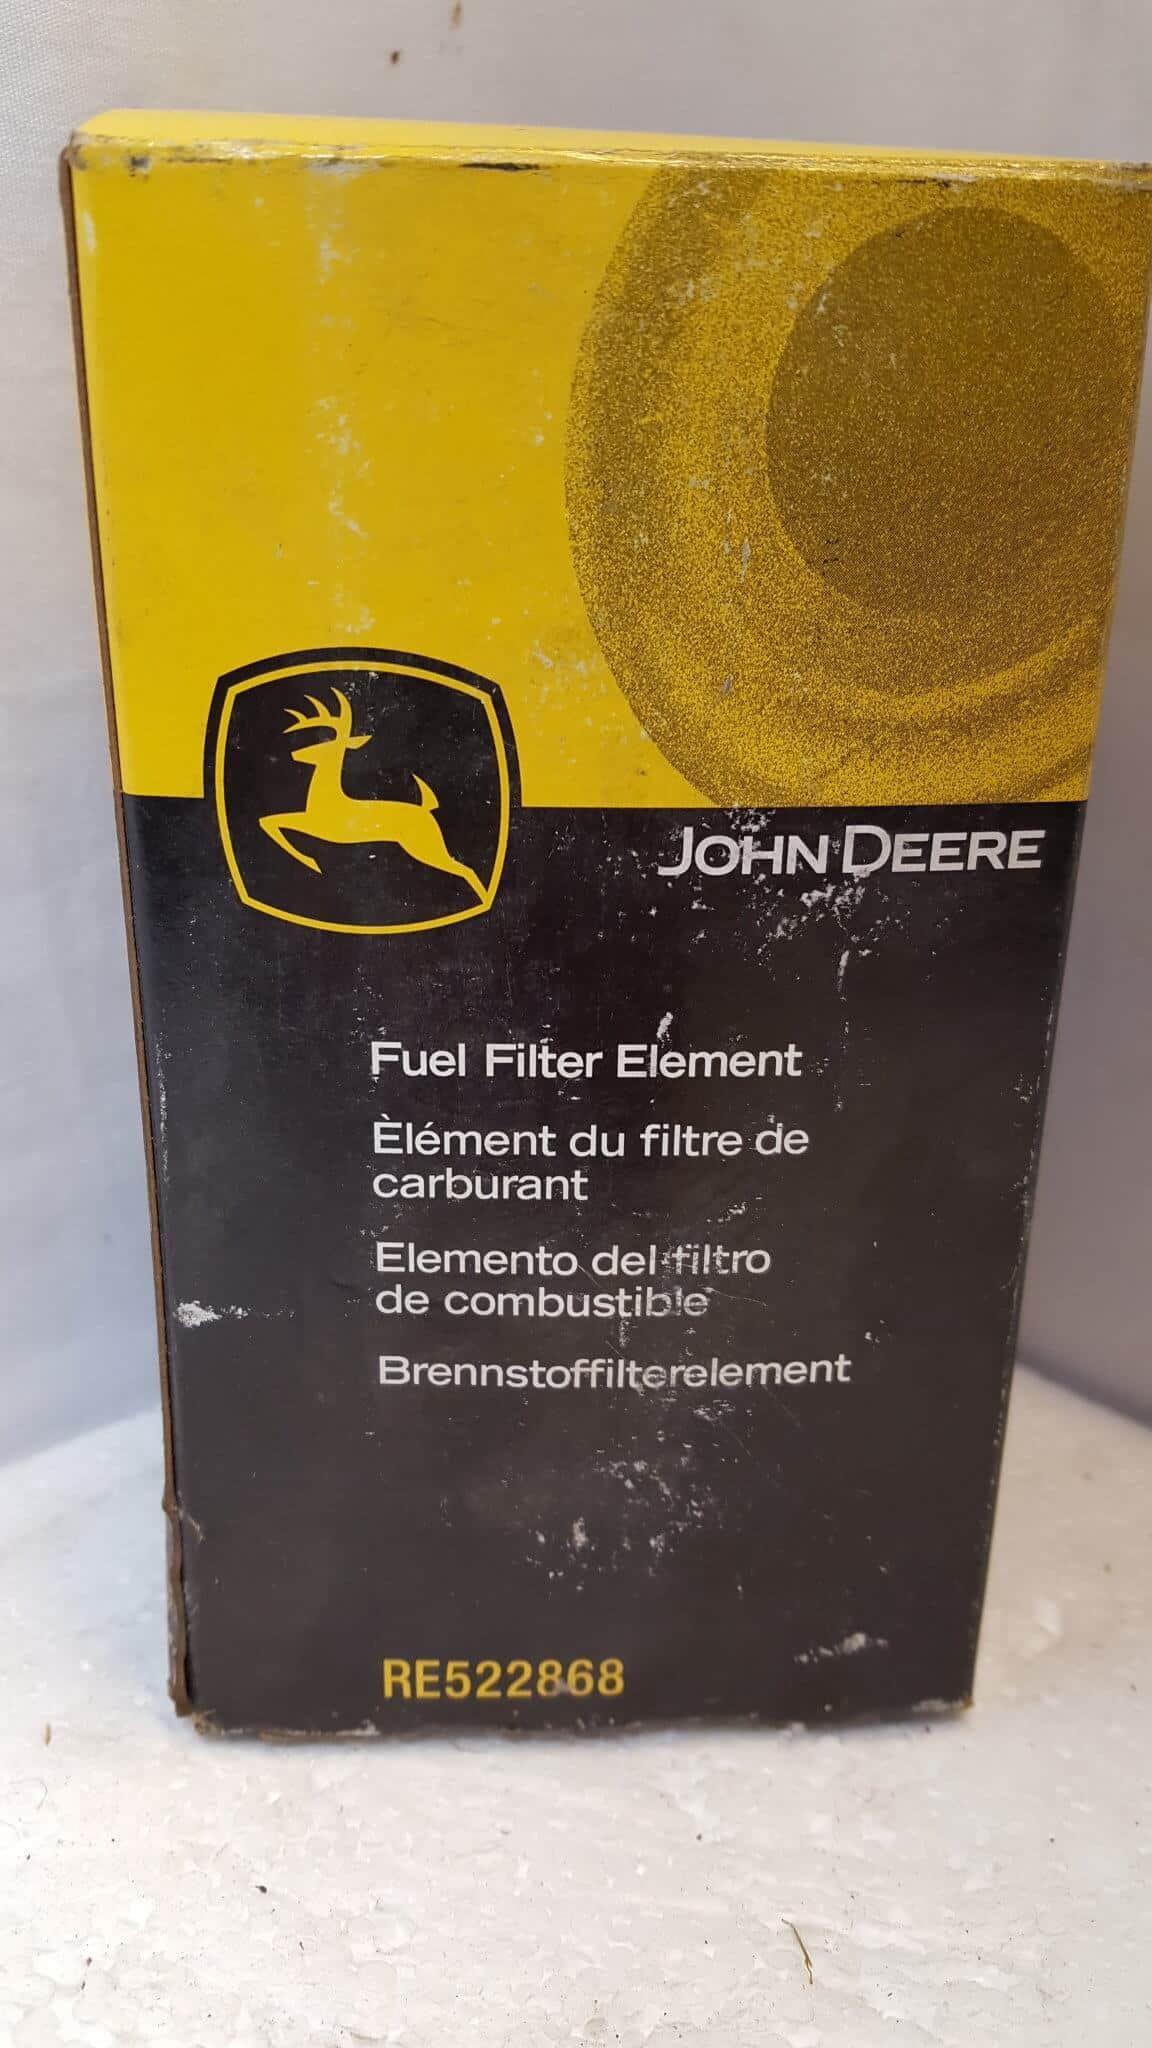 JOHN DEERE
Fuel Filter Element
Èlément du filtre de
carburant
Elemento del filtro
de combustible
Brennstoffilterelement
RE522868